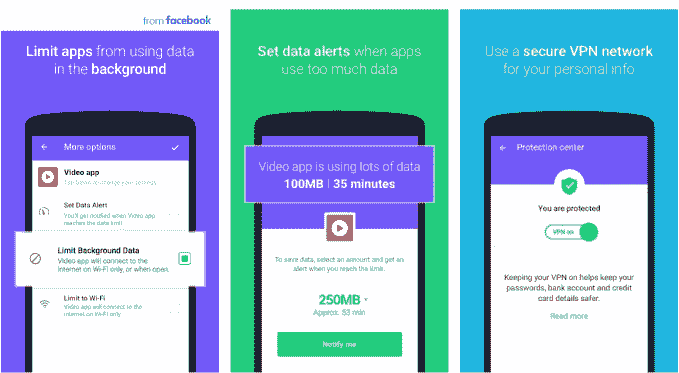 from facebook
Limit apps from using data
in the background
More options
Video app
Set Data Alert
You'll get notified when Video app
reaches the data limit
Limit Background Data
Video app will connect to the
Internet on Wi-Fi only, or when open.
Limit to Wi-Fi
Video app will connect to the
internet on Wi-Fi only
Set data alerts when apps
use too much data
Video app is using lots of data
100MB | 35 minutes
To save data, select an amount and get an
alert when you reach the limit.
250MB
Approx. 53 min
Notify me
Use a secure VPN network
for your personal info
Protection center
You are protected
VPN on
Keeping your VPN on helps keep your
passwords, bank account and credit
card details safer.
Read more